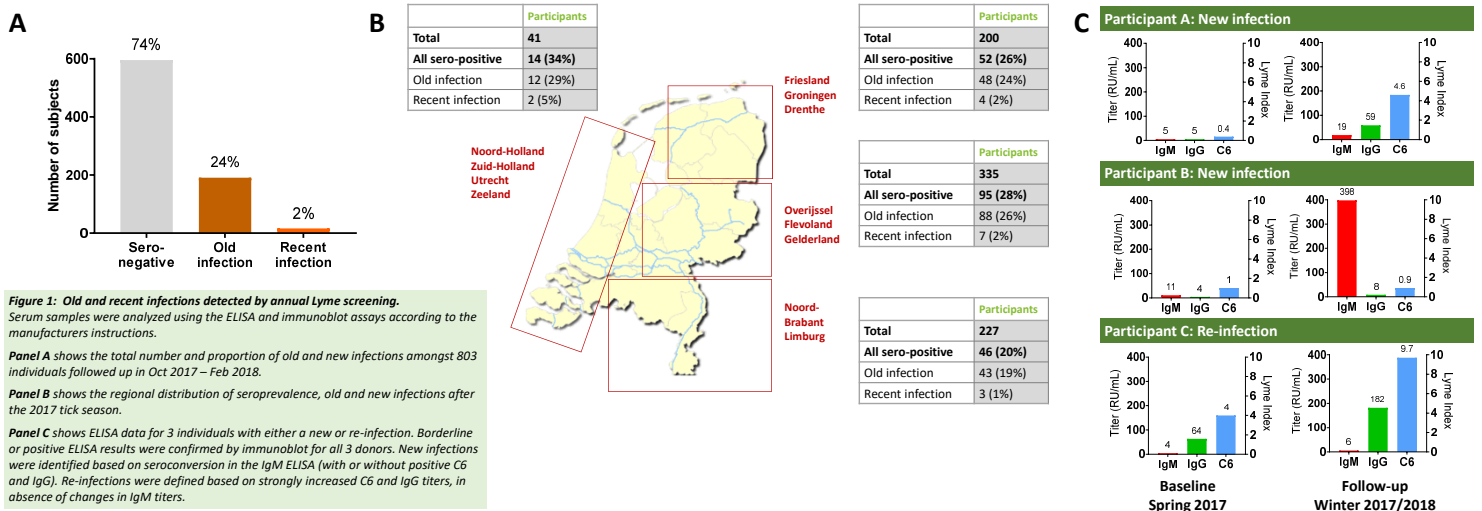 A
Number of subjects
600
400
200
0
74%
24%
2%
Sero-
negative
Old
infection
Recent
infection
Figure 1: Old and recent infections detected by annual Lyme screening.
Serum samples were analyzed using the ELISA and immunoblot assays according to the
manufacturers instructions.
Panel A shows the total number and proportion of old and new infections amongst 803
individuals followed up in Oct 2017 – Feb 2018.
Panel B shows the regional distribution of seroprevalence, old and new infections after
the 2017 tick season.
Panel C shows ELISA data for 3 individuals with either a new or re-infection. Borderline
or positive ELISA results were confirmed by immunoblot for all 3 donors. New infections
were identified based on seroconversion in the IgM ELISA (with or without positive C6
and IgG). Re-infections were defined based on strongly increased C6 and IgG titers, in
absence of changes in IgM titers.
B
Participants
Total 41
All sero-positive 14 (34%)
Old infection 12 (29%)
Recent infection 2 (5%)
Noord-Holland
Zuid-Holland
Utrecht
Zeeland
Friesland
Groningen
Drenthe
Participants
Total 200
All sero-positive 52 (26%)
Old infection 48 (24%)
Recent infection 4 (2%)
Overijssel
Flevoland
Gelderland
Participants
Total 335
All sero-positive 95 (28%)
Old infection 88 (26%)
Recent infection 7 (2%)
Noord-
Brabant
Limburg
Participants
Total 227
All sero-positive 46 (20%)
Old infection 43 (19%)
Recent infection 3 (1%)
C
Participant A: New infection
Titer (RU/mL)
400
300
200
100
0
5
5
0.4
IgM IgG C6
10
8
6
4
2
0
Lyme Index
Titer (RU/mL)
400
300
200
100
0
19
59
4.6
IgM IgG C6
10
8
6
4
2
0
Lyme Index
Participant B: New infection
Titer (RU/mL)
400
300
200
100
0
11
4
1
IgM IgG C6
10
8
6
4
2
0
Lyme Index
Titer (RU/mL)
400
300
200
100
0
398
8
0.9
IgM IgG C6
10
8
6
4
2
0
Lyme Index
Participant C: Re-infection
Titer (RU/mL)
400
300
200
100
0
4
64
4
IgM IgG C6
10
8
6
4
2
0
Lyme Index
Titer (RU/mL)
400
300
200
100
0
6
182
9.7
IgM IgG C6
10
8
6
4
2
0
Lyme Index
Baseline
Spring 2017
Follow-up
Winter 2017/2018